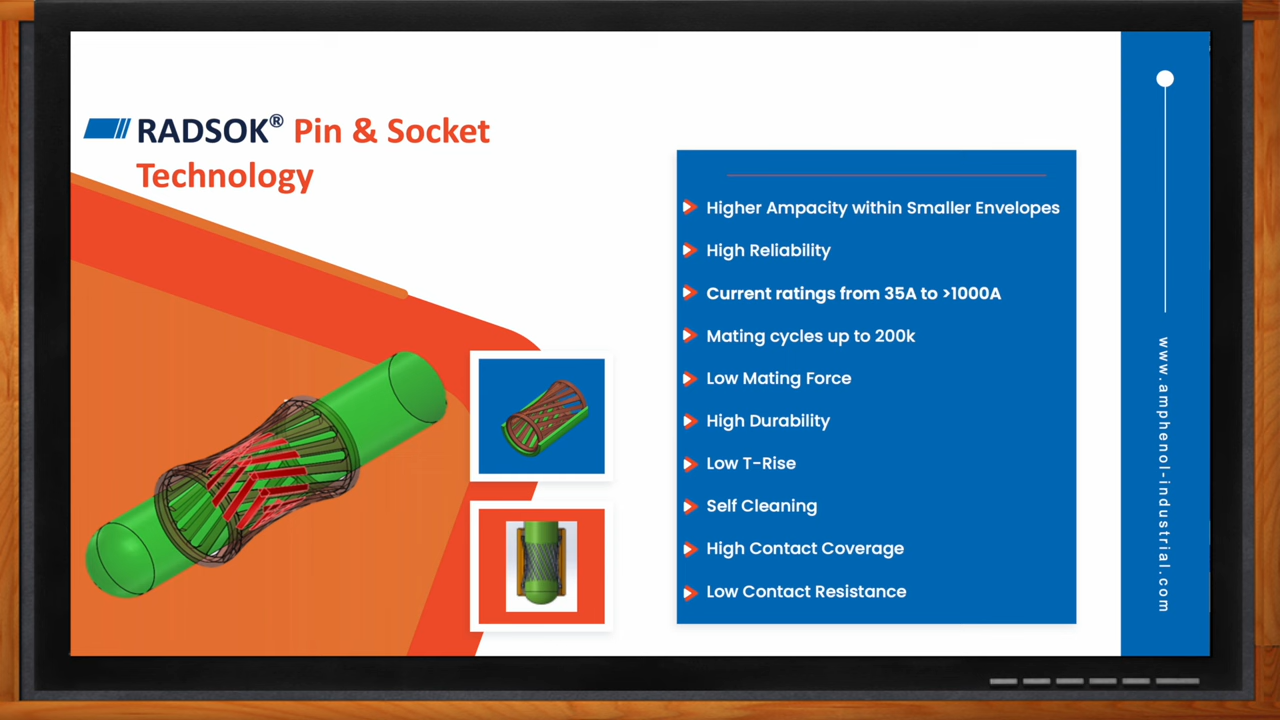 RADSOK® Pin & Socket
Technology
Higher Ampacity within Smaller Envelopes
High Reliability
Current ratings from 35A to >1000A
Mating cycles up to 200k
Low Mating Force
High Durability
Low T-Rise
Self Cleaning
High Contact Coverage
Low Contact Resistance
www.amphenol-industrial.com